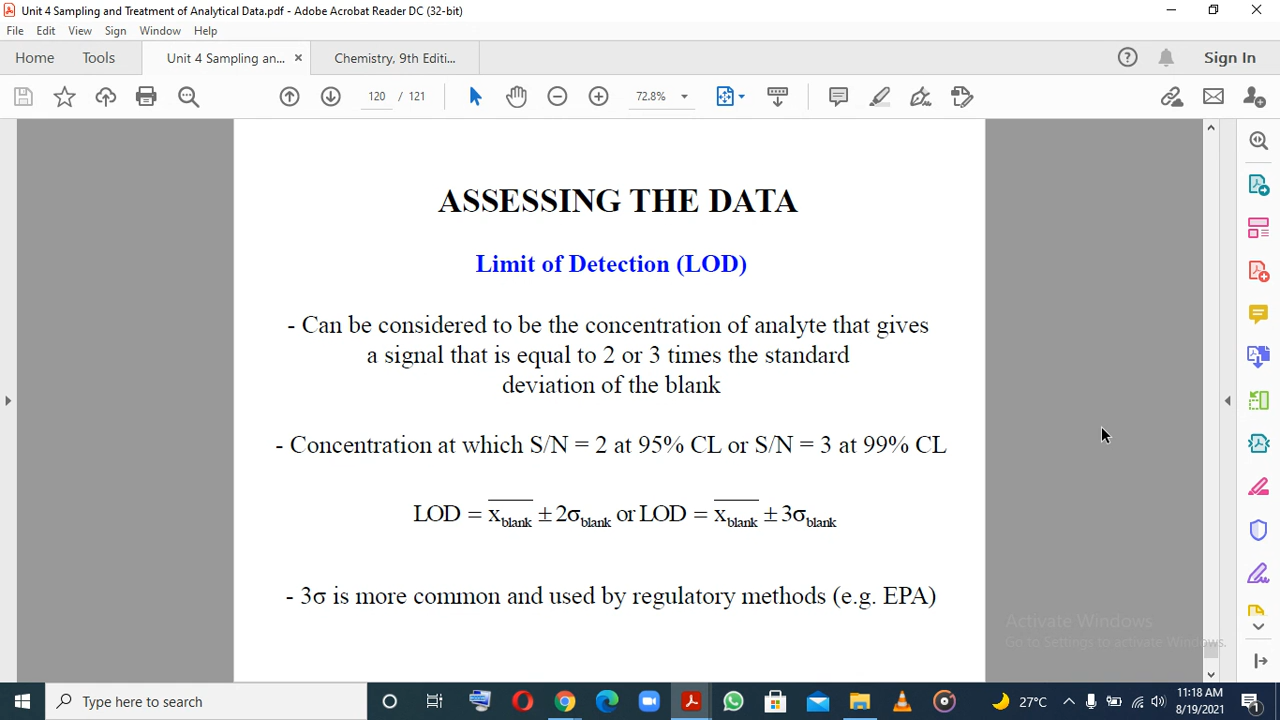 Unit 4 Sampling and Treatment of Analytical Data.pdf - Adobe Acrobat Reader DC (32-bit)
File Edit View Sign Window Help
Home Tools Unit 4 Sampling an... × Chemistry, 9th Editi... Sign In
120 / 121 72.8%
ASSESSING THE DATA
Limit of Detection (LOD)
- Can be considered to be the concentration of analyte that gives
a signal that is equal to 2 or 3 times the standard
deviation of the blank
- Concentration at which S/N = 2 at 95% CL or S/N = 3 at 99% CL
LOD = x̅blank ± 2σblank or LOD = x̅blank ± 3σblank
- 3σ is more common and used by regulatory methods (e.g. EPA)
Activate Windows
Go to Settings to activate Windows.
Type here to search 27°C 11:18 AM
8/19/2021 1